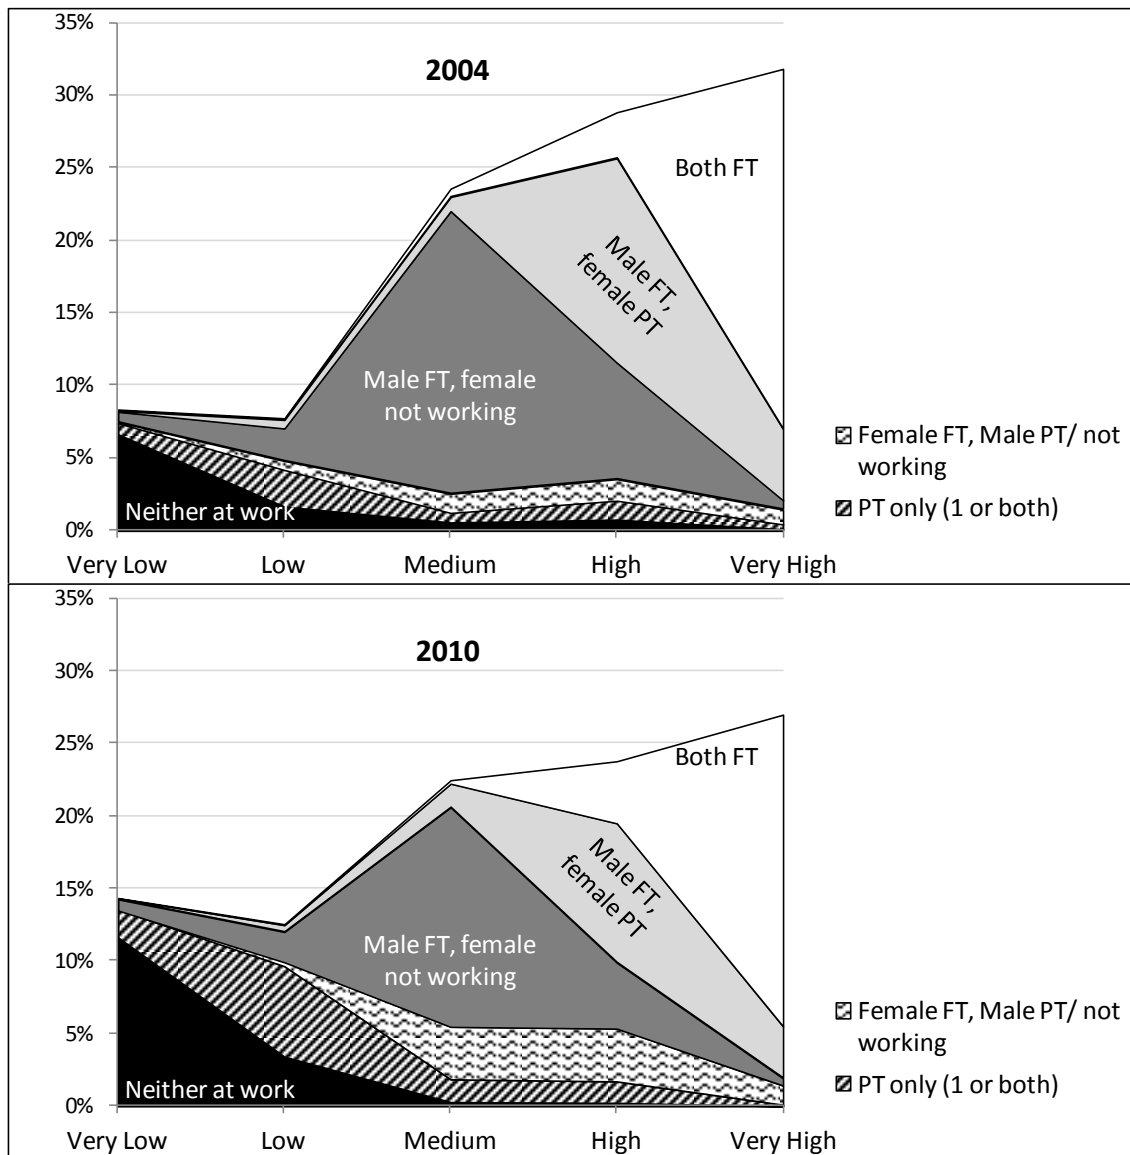 35%
2004
30%
25%
Both FT
20%
Male FT,
female PT
15%
10%
Male FT, female
not working
5%
Neither at work
0%
Very Low
Low
Medium
High
Very High
Female FT, Male PT/ not
working
PT only (1 or both)
35%
2010
30%
25%
Both FT
20%
Male FT,
female PT
15%
10%
Male FT, female
not working
5%
Neither at work
0%
Very Low
Low
Medium
High
Very High
Female FT, Male PT/ not
working
PT only (1 or both)